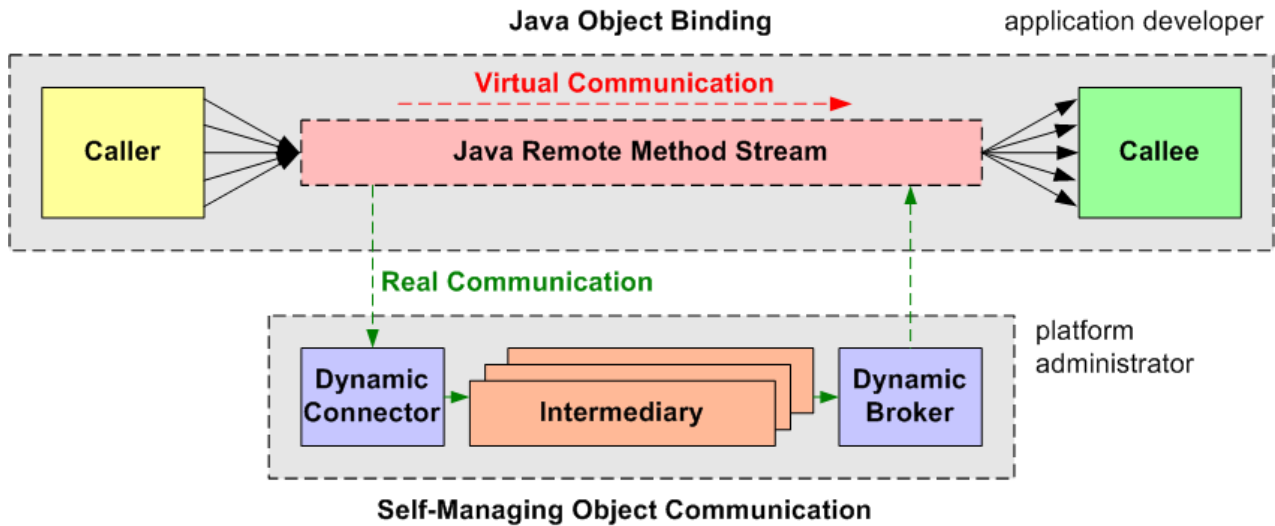 Java Object Binding
application developer
Virtual Communication
Caller
Java Remote Method Stream
Callee
Real Communication
platform
administrator
Dynamic
Connector
Intermediary
Dynamic
Broker
Self-Managing Object Communication